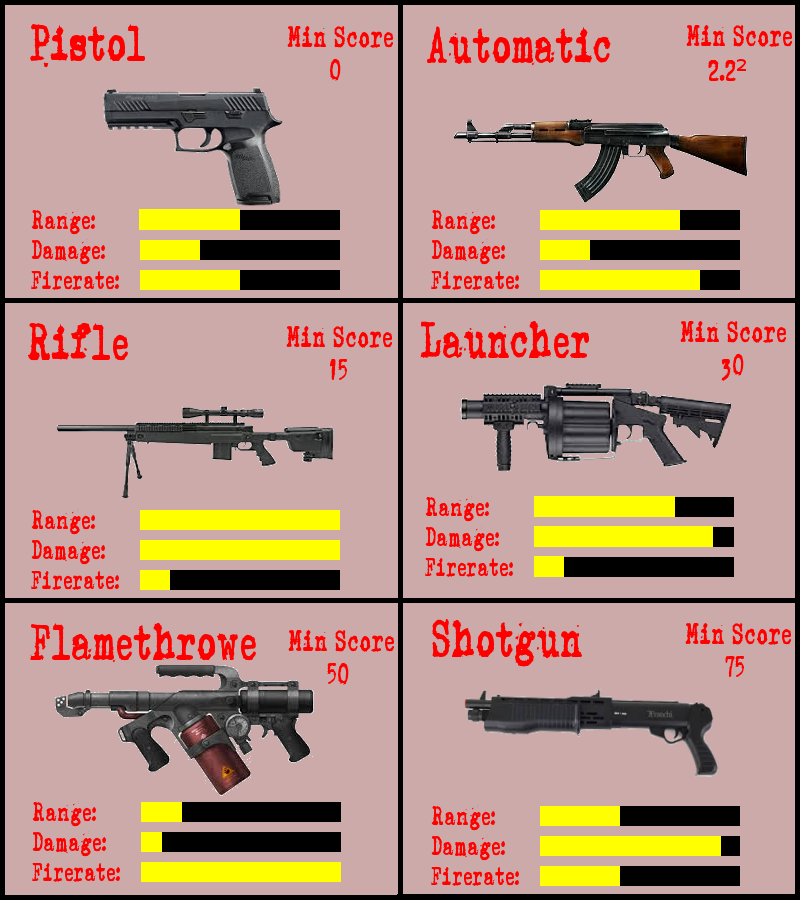 Pistol
Min Score
0
Range:
Damage:
Firerate:
Automatic
Min Score
2.2²
Range:
Damage:
Firerate:
Rifle
Min Score
15
Range:
Damage:
Firerate:
Launcher
Min Score
30
Range:
Damage:
Firerate:
Flamethrowe
Min Score
50
Range:
Damage:
Firerate:
Shotgun
Min Score
75
Franchi
Range:
Damage:
Firerate: